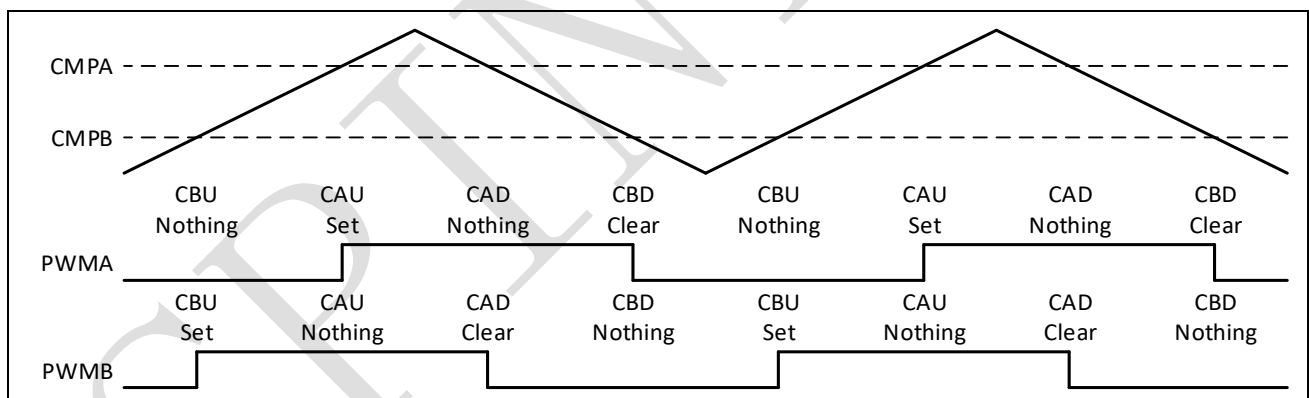 CMPA
CMPB
CBU CAU CAD CBD CBU CAU CAD CBD
Nothing Set Nothing Clear Nothing Set Nothing Clear
PWMA
CBU CAU CAD CBD CBU CAU CAD CBD
Set Nothing Clear Nothing Set Nothing Clear Nothing
PWMB